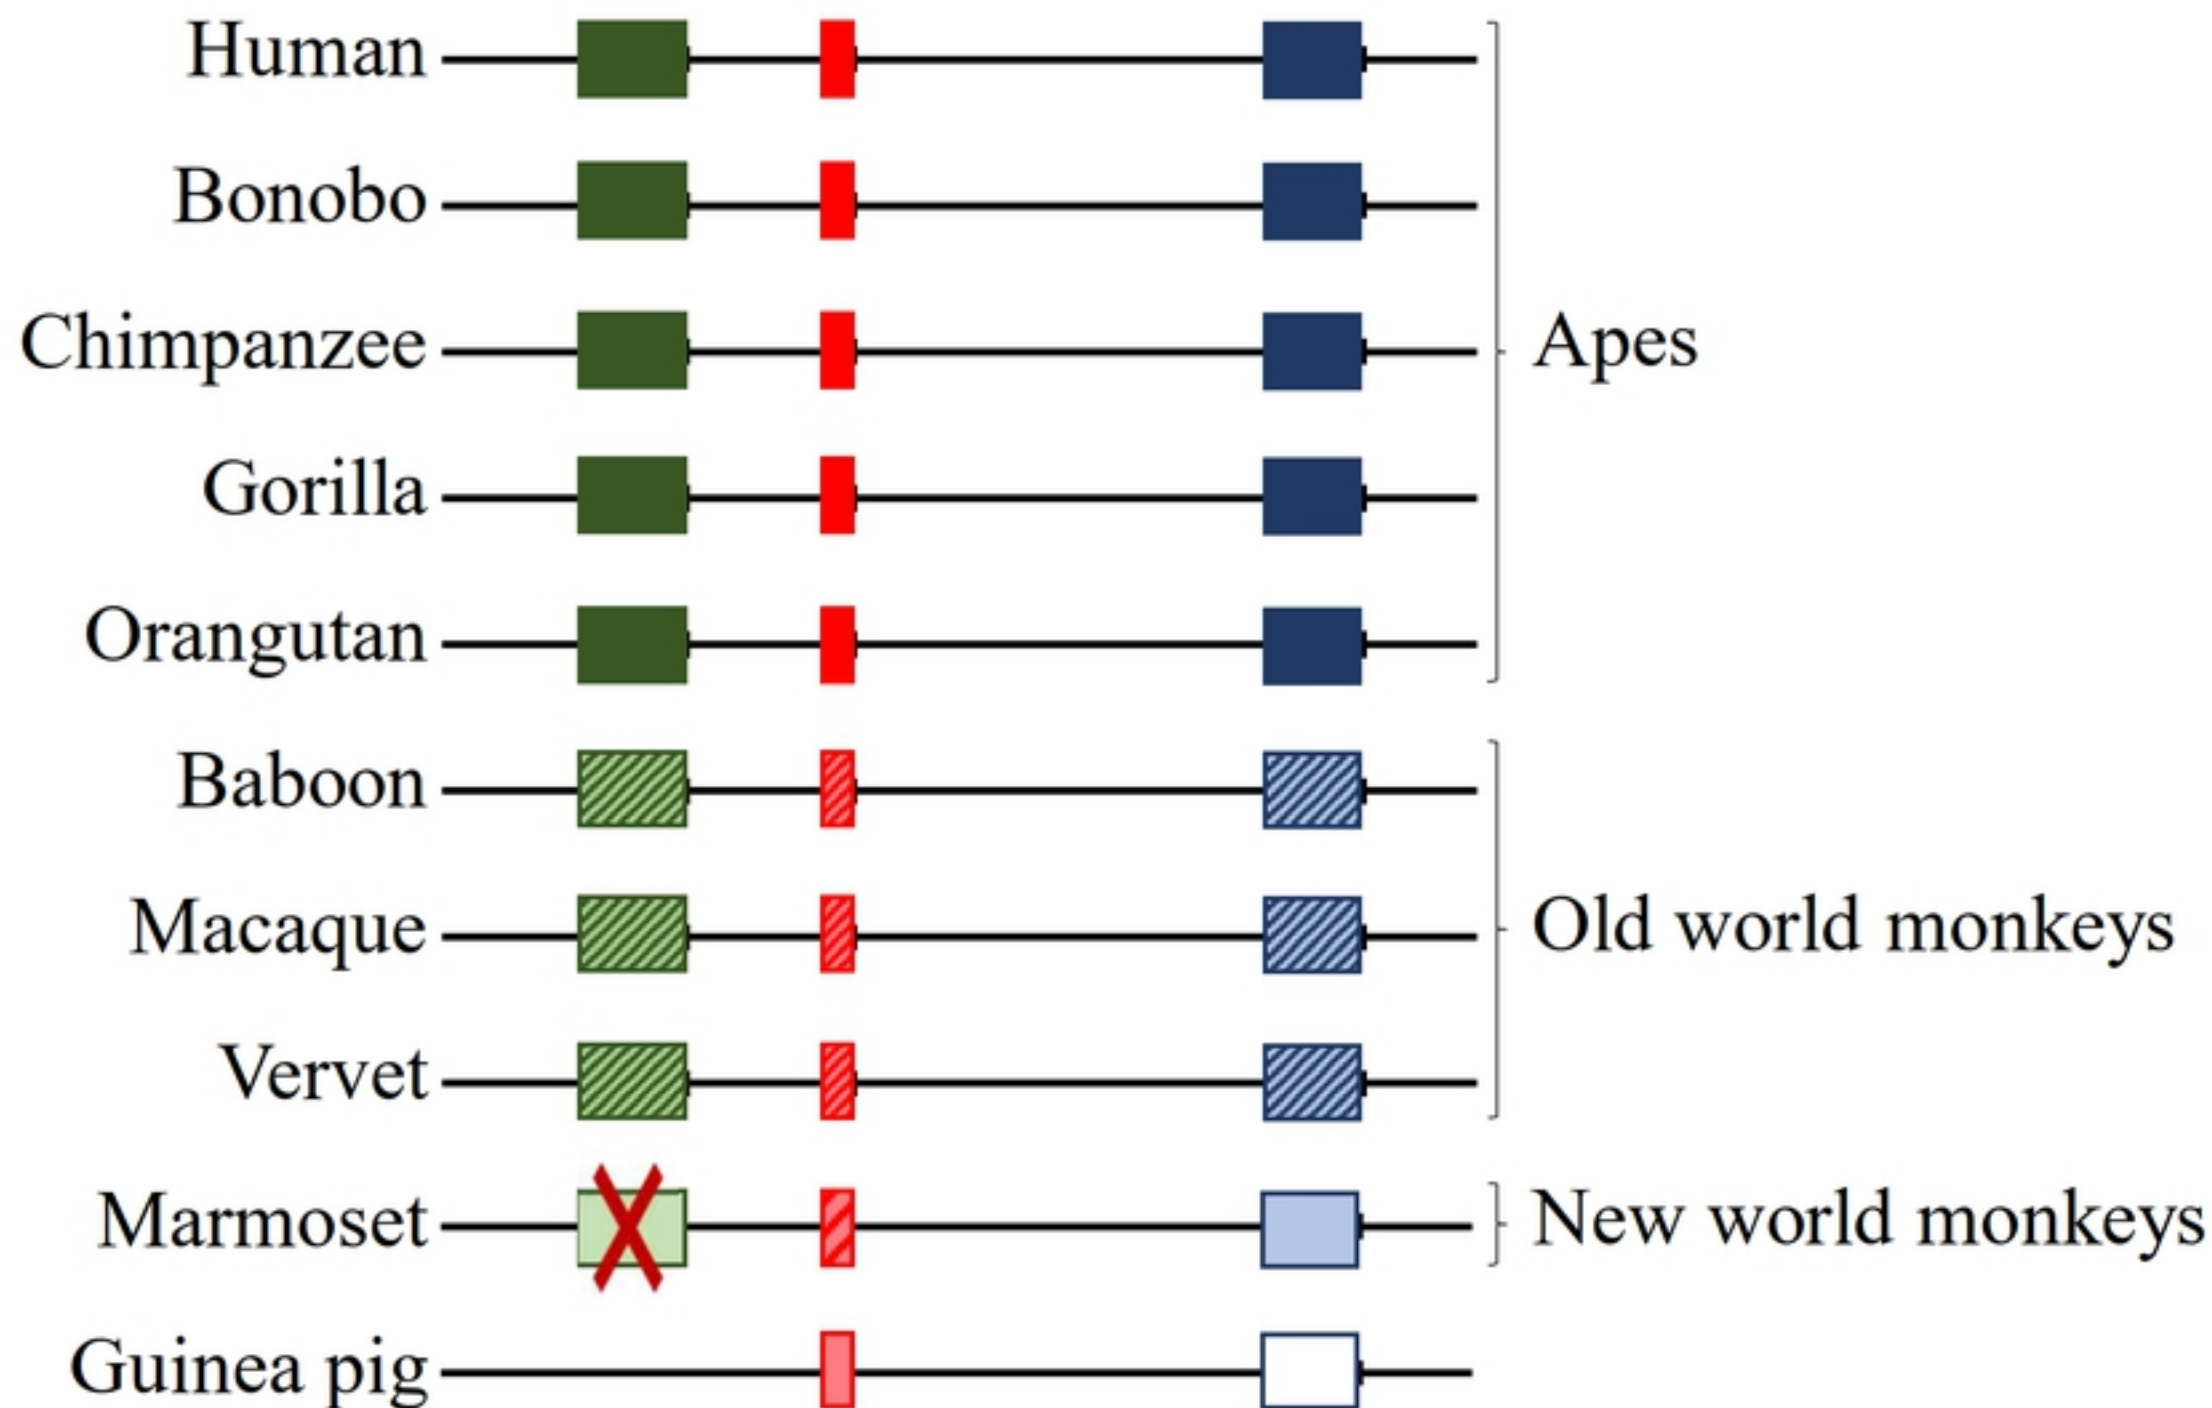 Human
Bonobo
Chimpanzee
Apes
Gorilla
Orangutan
Baboon
Macaque
Old world monkeys
Vervet
Marmoset
New world monkeys
Guinea pig